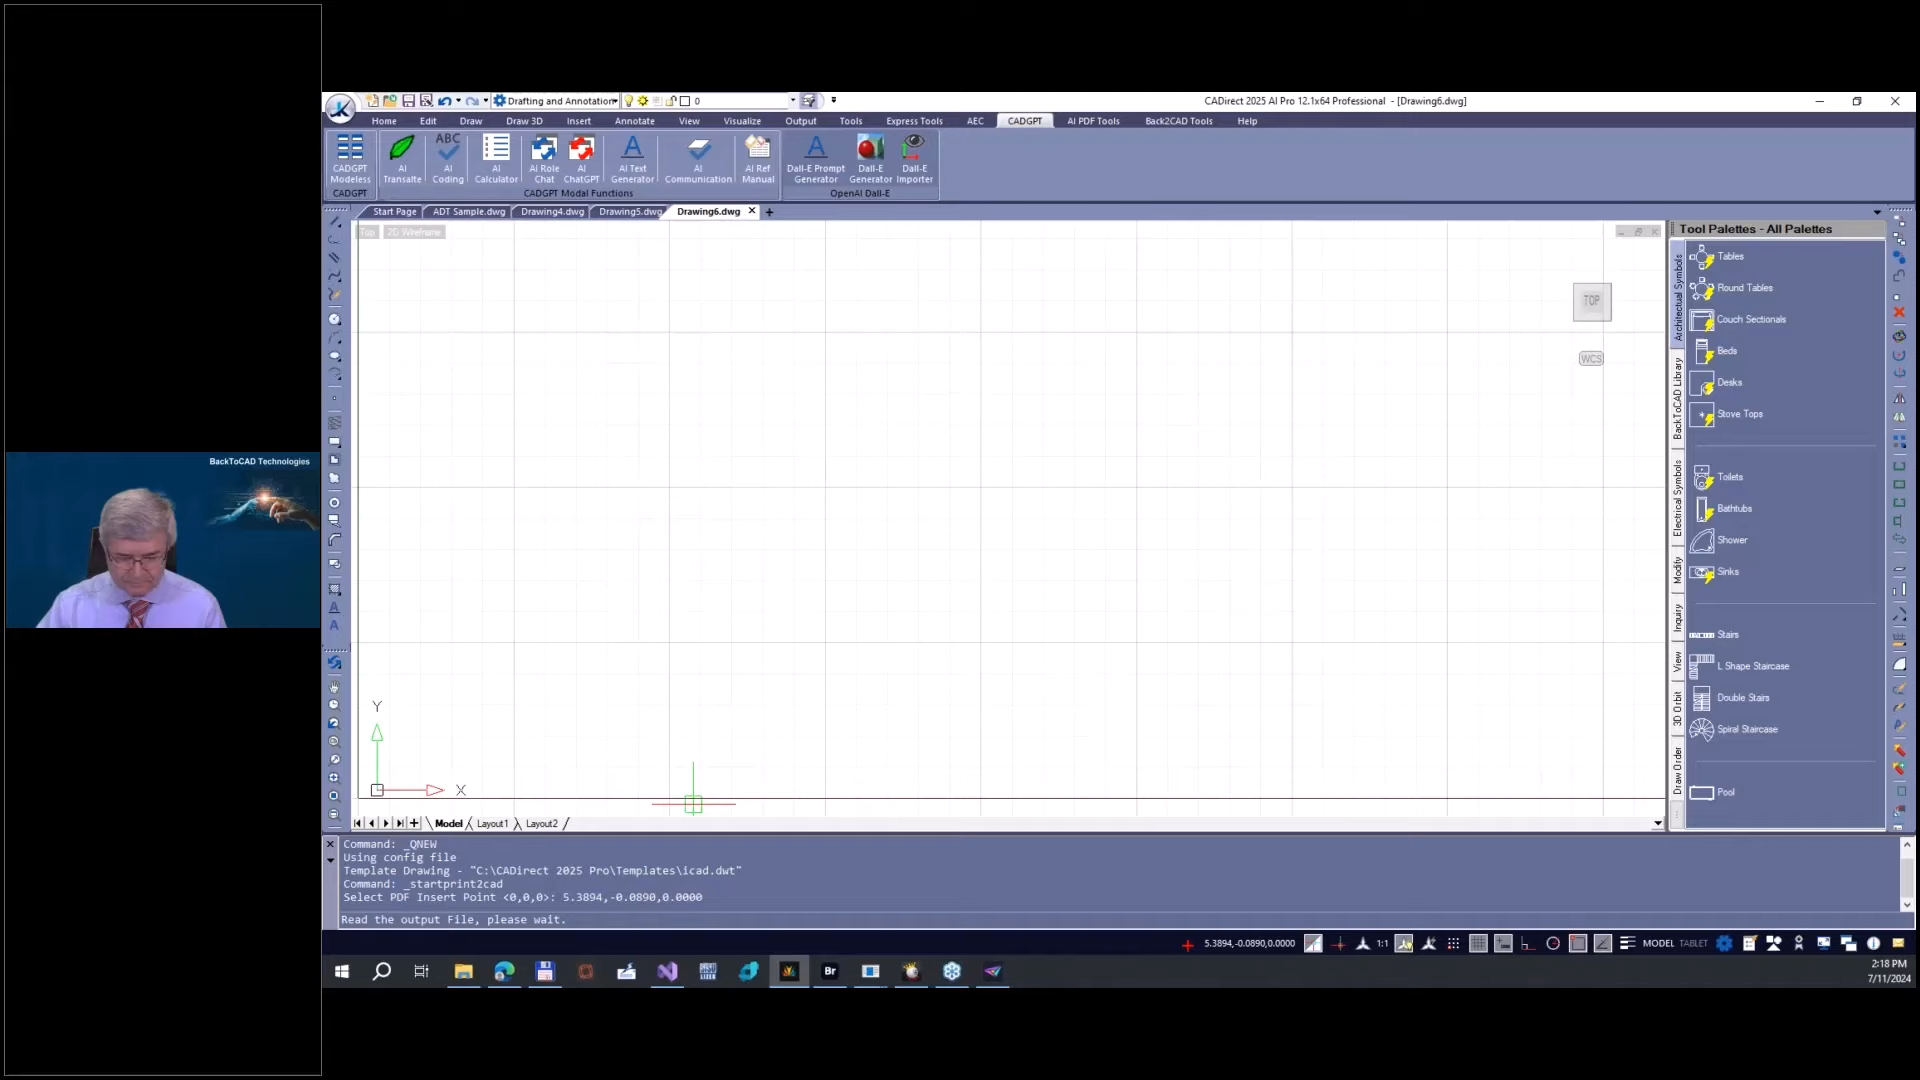 BackToCAD Technologies
Drafting and Annotation
0
CADirect 2025 AI Pro 12.1x64 Professional - [Drawing6.dwg]
Home Edit Draw Draw 3D Insert Annotate View Visualize Output Tools Express Tools AEC CADGPT AI PDF Tools Back2CAD Tools Help
ABC
CADGPT Modeless
AI Transalte
AI Coding
AI Calculator
AI Role Chat
AI ChatGPT
AI Text Generator
AI Communication
AI Ref Manual
Dall-E Prompt Generator
Dall-E Generator
Dall-E Importer
CADGPT
CADGPT Modal Functions
OpenAI Dall-E
Start Page ADT Sample.dwg Drawing4.dwg Drawing5.dwg Drawing6.dwg
Top 2D Wireframe
TOP
WCS
Y
X
Tool Palettes - All Palettes
Architectural Symbols
BackToCAD Library
Electrical Symbols
Modify
Inquiry
View
3D Orbit
Draw Order
Tables
Round Tables
Couch Sectionals
Beds
Desks
Stove Tops
Toilets
Bathtubs
Shower
Sinks
Stairs
L Shape Staircase
Double Stairs
Spiral Staircase
Pool
Model Layout1 Layout2
Command: _QNEW
Using config file
Template Drawing - "C:\CADirect 2025 Pro\Templates\icad.dwt"
Command: _startprint2cad
Select PDF Insert Point <0,0,0>: 5.3894,-0.0890,0.0000
Read the output File, please wait.
5.3894,-0.0890,0.0000 1:1 MODEL TABLET
Br
2:18 PM
7/11/2024